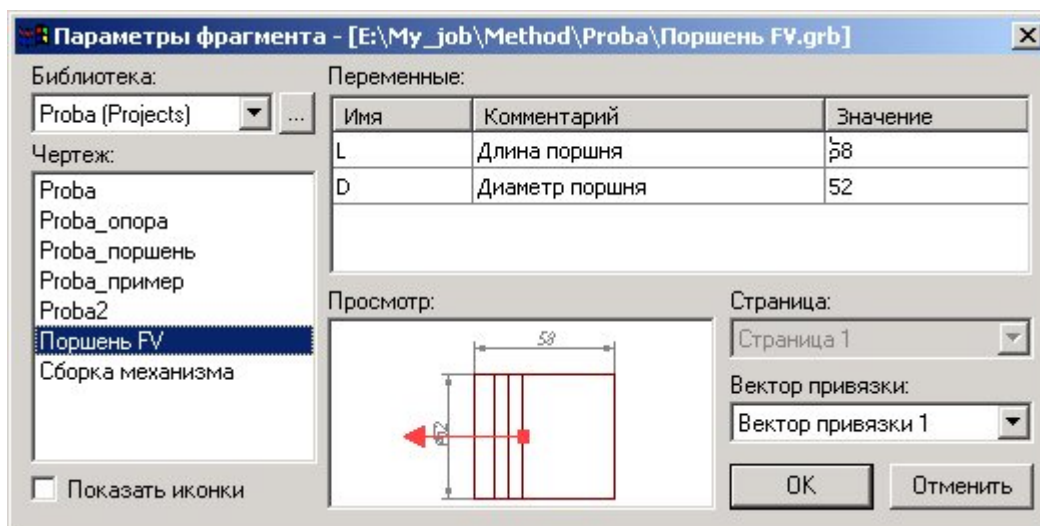 Параметры фрагмента - [E:\My_job\Method\Proba\Поршень FV.grb]
Библиотека:
Proba (Projects)
...
Чертеж:
Proba
Proba_опора
Proba_поршень
Proba_пример
Proba2
Поршень FV
Сборка механизма
Показать иконки
Переменные:
Имя Комментарий Значение
L Длина поршня 58
D Диаметр поршня 52
Просмотр:
58
Страница:
Страница 1
Вектор привязки:
Вектор привязки 1
OK Отменить